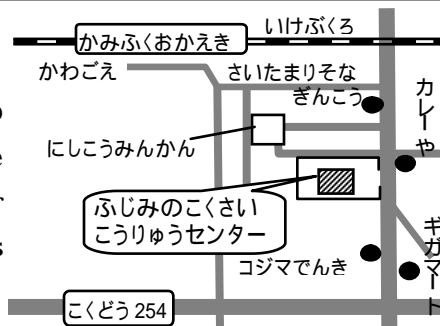 いけぶくろ
かみふくおかえき
かわごえ
さいたまりそな
ぎんこう
カレーや
にしこうみんかん
ふじみのこくさい
こうりゅうセンター
ギガマート
コジマでんき
こくどう254